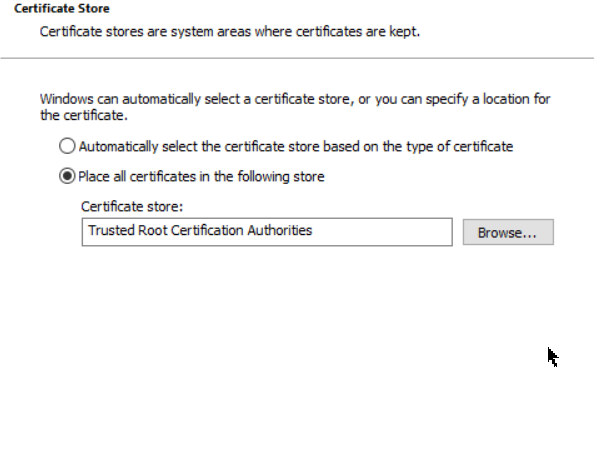 Certificate Store
Certificate stores are system areas where certificates are kept.
Windows can automatically select a certificate store, or you can specify a location for
the certificate.
Automatically select the certificate store based on the type of certificate
Place all certificates in the following store
Certificate store:
Trusted Root Certification Authorities
Browse...